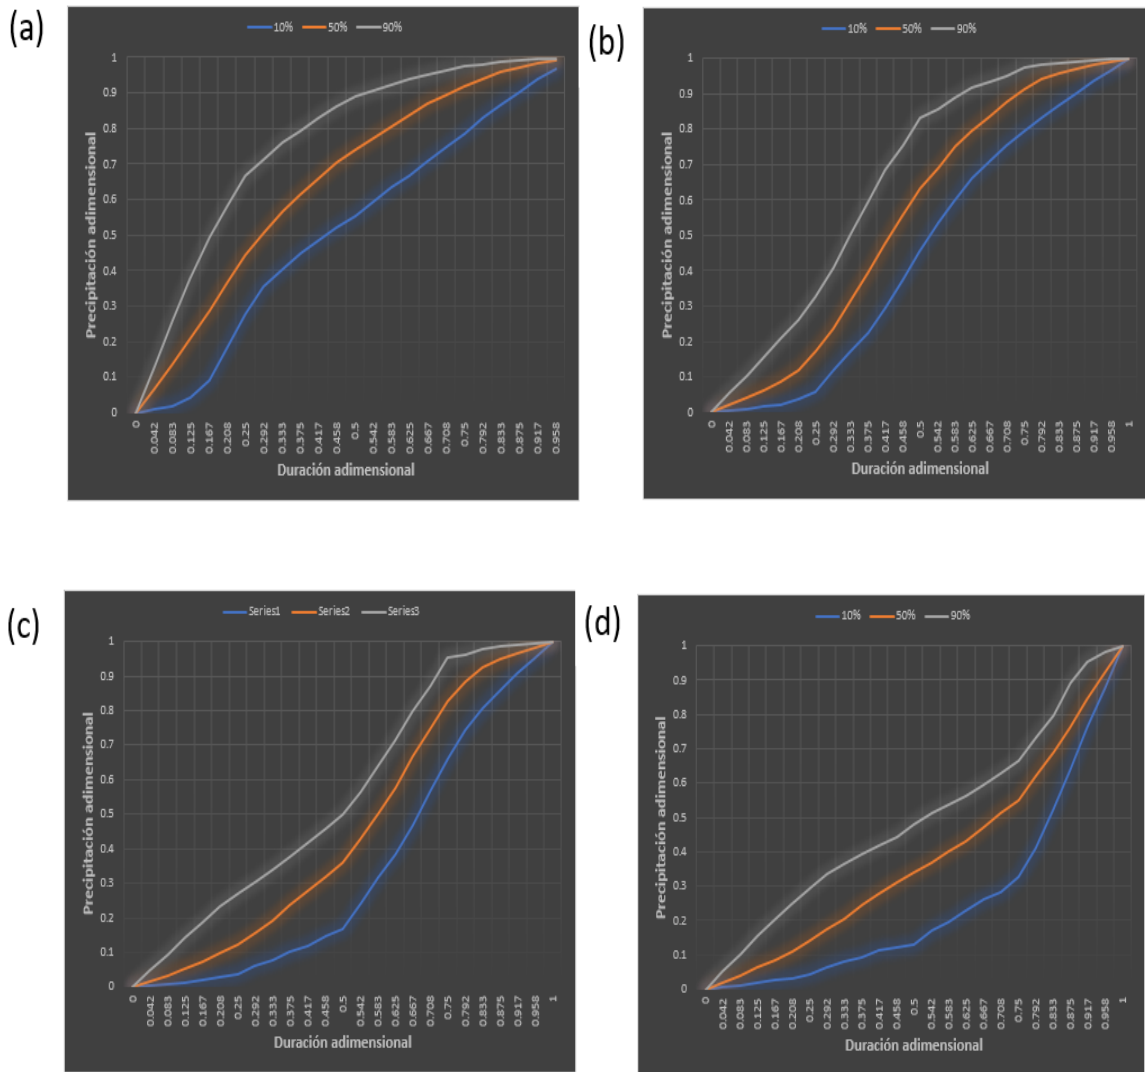 (a)
10% 50% 90%
1
0.9
0.8
0.7
0.6
0.5
0.4
0.3
0.2
0.1
0
Precipitación adimensional
0 0.042 0.083 0.125 0.167 0.208 0.25 0.292 0.333 0.375 0.417 0.458 0.5 0.542 0.583 0.625 0.667 0.708 0.75 0.792 0.833 0.875 0.917 0.958
Duración adimensional
(b)
10% 50% 90%
1
0.9
0.8
0.7
0.6
0.5
0.4
0.3
0.2
0.1
0
Precipitación adimensional
0 0.042 0.083 0.125 0.167 0.208 0.25 0.292 0.333 0.375 0.417 0.458 0.5 0.542 0.583 0.625 0.667 0.708 0.75 0.792 0.833 0.875 0.917 0.958 1
Duración adimensional
(c)
Series1 Series2 Series3
1
0.9
0.8
0.7
0.6
0.5
0.4
0.3
0.2
0.1
0
Precipitación adimensional
0 0.042 0.083 0.125 0.167 0.208 0.25 0.292 0.333 0.375 0.417 0.458 0.5 0.542 0.583 0.625 0.667 0.708 0.75 0.792 0.833 0.875 0.917 0.958 1
Duración adimensional
(d)
10% 50% 90%
1
0.9
0.8
0.7
0.6
0.5
0.4
0.3
0.2
0.1
0
Precipitación adimensional
0 0.042 0.083 0.125 0.167 0.208 0.25 0.292 0.333 0.375 0.417 0.458 0.5 0.542 0.583 0.625 0.667 0.708 0.75 0.792 0.833 0.875 0.917 0.958 1
Duración adimensional